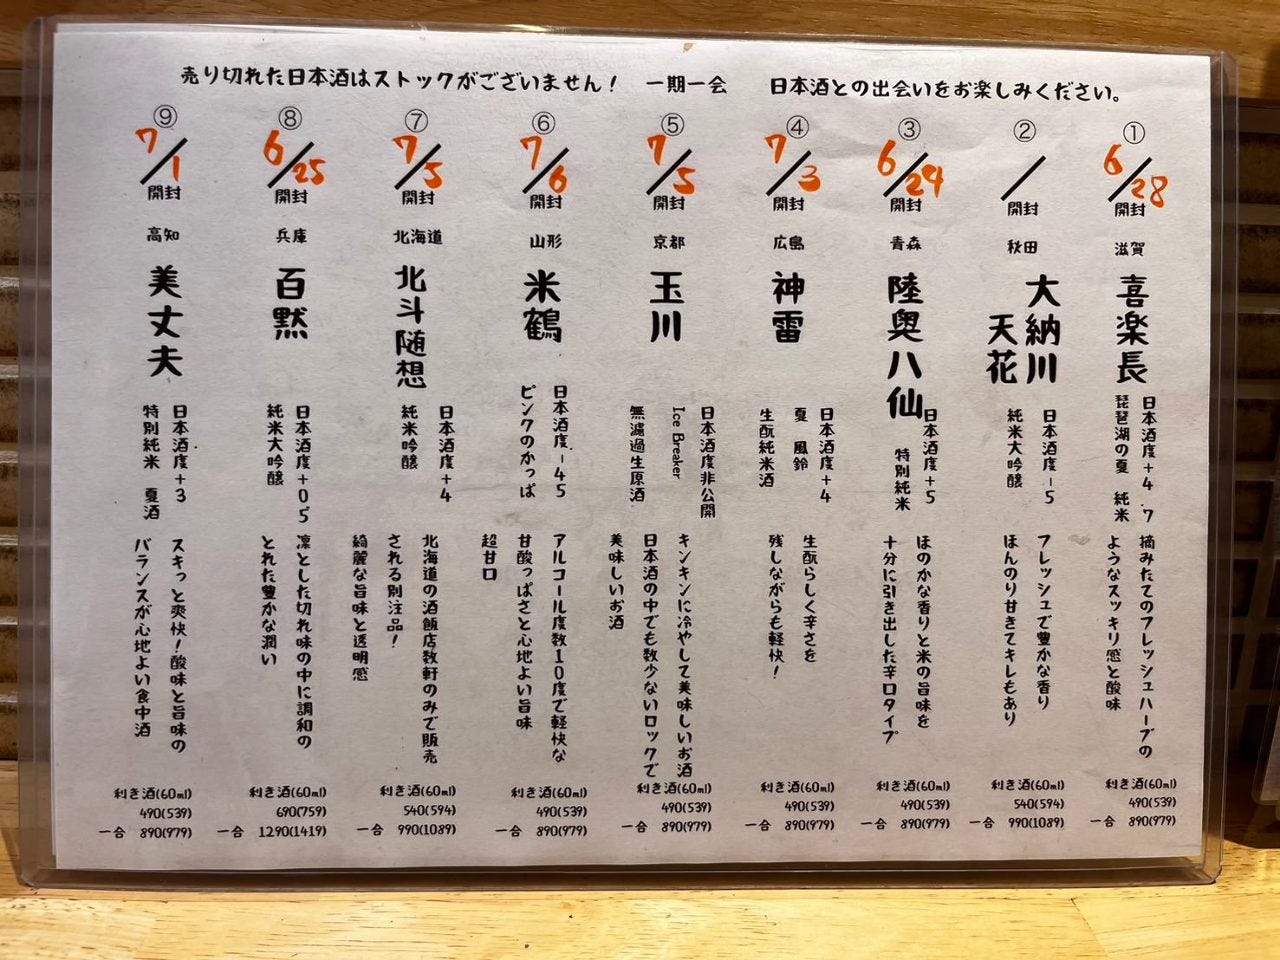 売り切れた日本酒はストックがございません！ 一期一会 日本酒との出会いをお楽しみください。
①
6/28
開封
滋賀
喜楽長
日本酒度+4.7
琵琶湖の夏 純米
摘みたてのフレッシュハーブの
ようなスッキリ感と酸味
利き酒(60ml)
490(539)
一合 890(979)
②
/
開封
秋田
大納川
天花
日本酒度-5
純米大吟醸
フレッシュで豊かな香り
ほんのり甘きてキレもあり
利き酒(60ml)
540(594)
一合 990(1089)
③
6/29
開封
青森
陸奥八仙
日本酒度+5
特別純米
ほのかな香りと米の旨味を
十分に引き出した辛口タイプ
利き酒(60ml)
490(539)
一合 890(979)
④
7/3
開封
広島
神雷
日本酒度+4
夏 風鈴
生酛純米酒
生酛らしく辛さを
残しながらも軽快！
利き酒(60ml)
490(539)
一合 890(979)
⑤
7/5
開封
京都
玉川
日本酒度非公開
Ice Breaker
無濾過生原酒
キンキンに冷やして美味しいお酒
日本酒の中でも数少ないロックで
美味しいお酒
利き酒(60ml)
490(539)
一合 890(979)
⑥
7/6
開封
山形
米鶴
日本酒度-45
ピンクのかっぱ
アルコール度数10度で軽快な
甘酸っぱさと心地よい旨味
超甘口
利き酒(60ml)
490(539)
一合 890(979)
⑦
7/5
開封
北海道
北斗随想
日本酒度+4
純米吟醸
北海道の酒飯店数軒のみで販売
される別注品！
綺麗な旨味と透明感
利き酒(60ml)
540(594)
一合 990(1089)
⑧
6/25
開封
兵庫
百黙
日本酒度+0.5
純米大吟醸
凛とした切れ味の中に調和の
とれた豊かな潤い
利き酒(60ml)
690(759)
一合 1290(1419)
⑨
7/1
開封
高知
美丈夫
日本酒度+3
特別純米 夏酒
スキっと爽快！酸味と旨味の
バランスが心地よい食中酒
利き酒(60ml)
490(539)
一合 890(979)